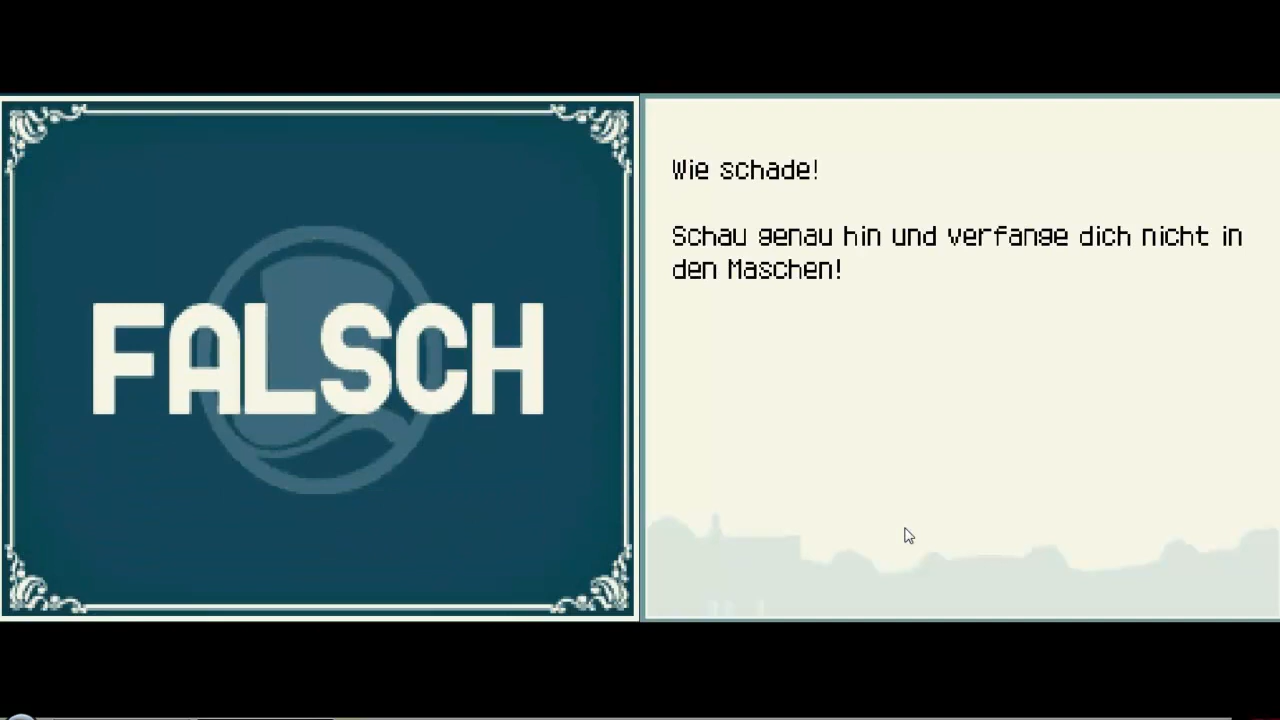 FALSCH
Wie schade!
Schau genau hin und verfange dich nicht in
den Maschen!